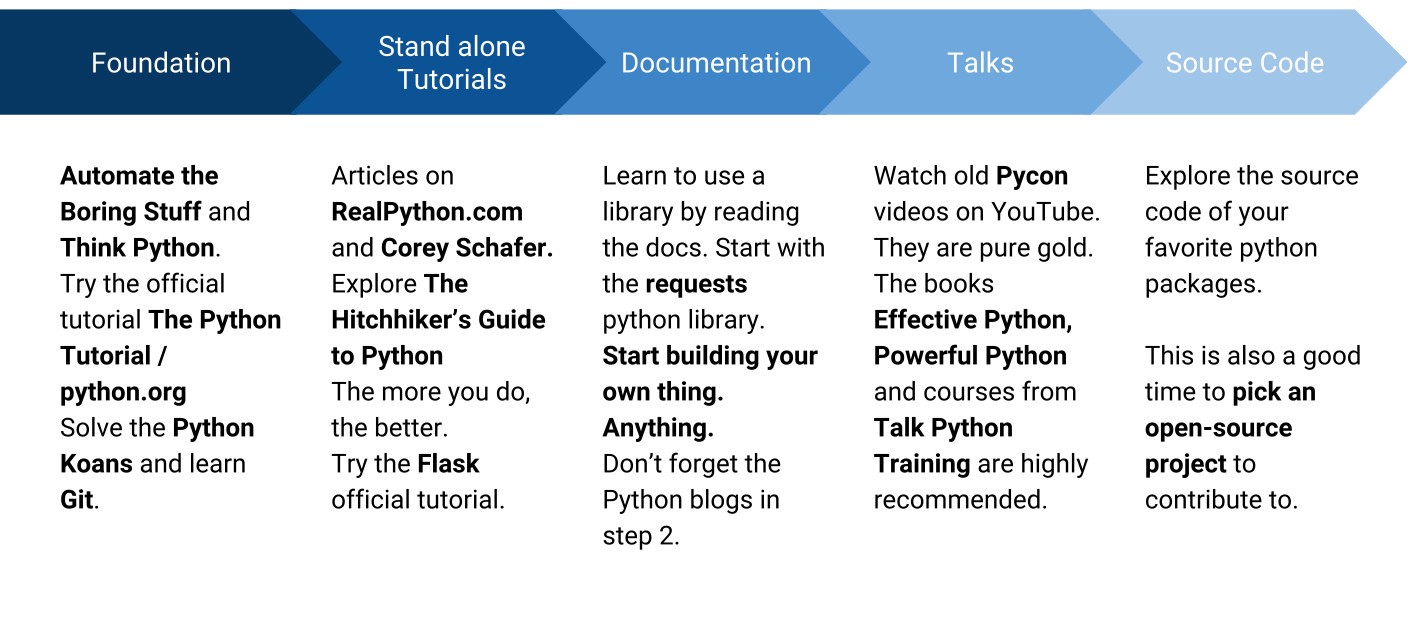 Foundation
Stand alone
Tutorials
Documentation
Talks
Source Code
Automate the
Boring Stuff and
Think Python.
Try the official
tutorial The Python
Tutorial /
python.org
Solve the Python
Koans and learn
Git.
Articles on
RealPython.com
and Corey Schafer.
Explore The
Hitchhiker’s Guide
to Python
The more you do,
the better.
Try the Flask
official tutorial.
Learn to use a
library by reading
the docs. Start with
the requests
python library.
Start building your
own thing.
Anything.
Don’t forget the
Python blogs in
step 2.
Watch old Pycon
videos on YouTube.
They are pure gold.
The books
Effective Python,
Powerful Python
and courses from
Talk Python
Training are highly
recommended.
Explore the source
code of your
favorite python
packages.
This is also a good
time to pick an
open-source
project to
contribute to.